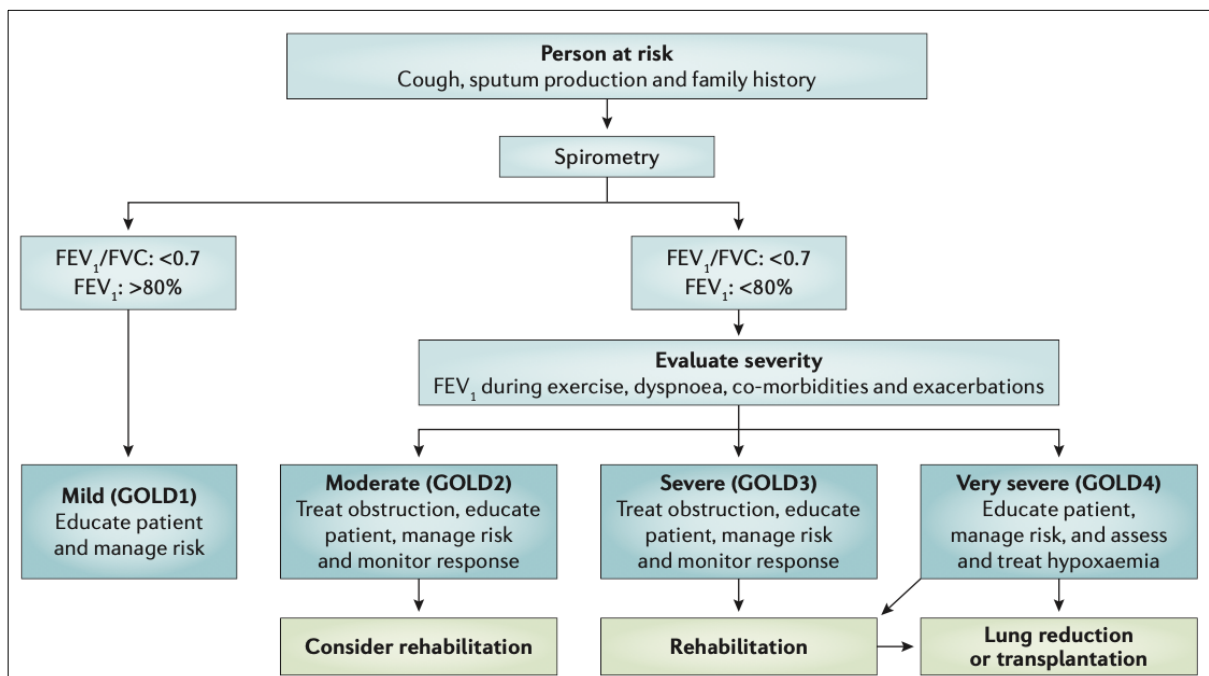 Person at risk
Cough, sputum production and family history
Spirometry
FEV₁/FVC: <0.7
FEV₁: >80%
FEV₁/FVC: <0.7
FEV₁: <80%
Evaluate severity
FEV₁ during exercise, dyspnoea, co-morbidities and exacerbations
Mild (GOLD1)
Educate patient
and manage risk
Moderate (GOLD2)
Treat obstruction, educate
patient, manage risk
and monitor response
Severe (GOLD3)
Treat obstruction, educate
patient, manage risk
and monitor response
Very severe (GOLD4)
Educate patient,
manage risk, and assess
and treat hypoxaemia
Consider rehabilitation
Rehabilitation
Lung reduction
or transplantation